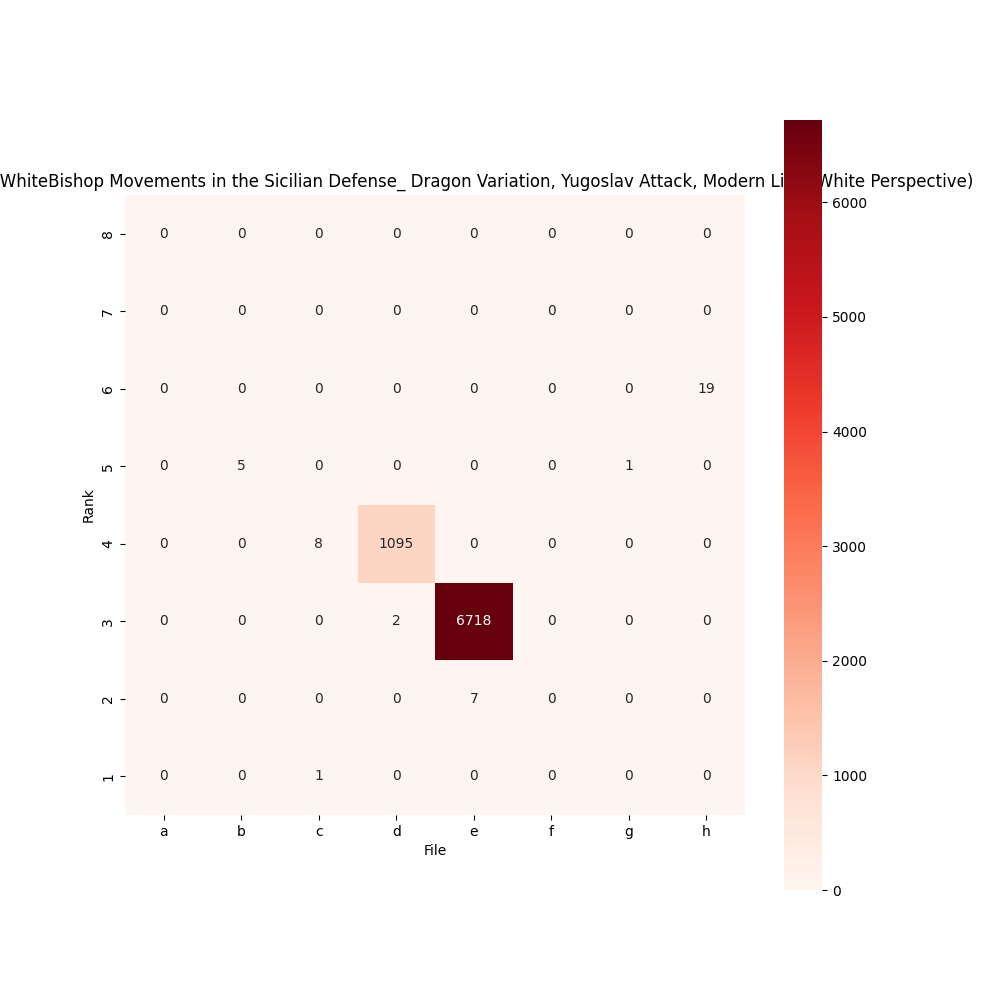 WhiteBishop Movements in the Sicilian Defense_ Dragon Variation, Yugoslav Attack, Modern Li White Perspective)
8 0 0 0 0 0 0 0 0
7 0 0 0 0 0 0 0 0
6 0 0 0 0 0 0 0 19
5 0 5 0 0 0 0 1 0
Rank
4 0 0 8 1095 0 0 0 0
3 0 0 0 2 6718 0 0 0
2 0 0 0 0 7 0 0 0
1 0 0 1 0 0 0 0 0
a b c d e f g h
File
6000
5000
4000
3000
2000
1000
0